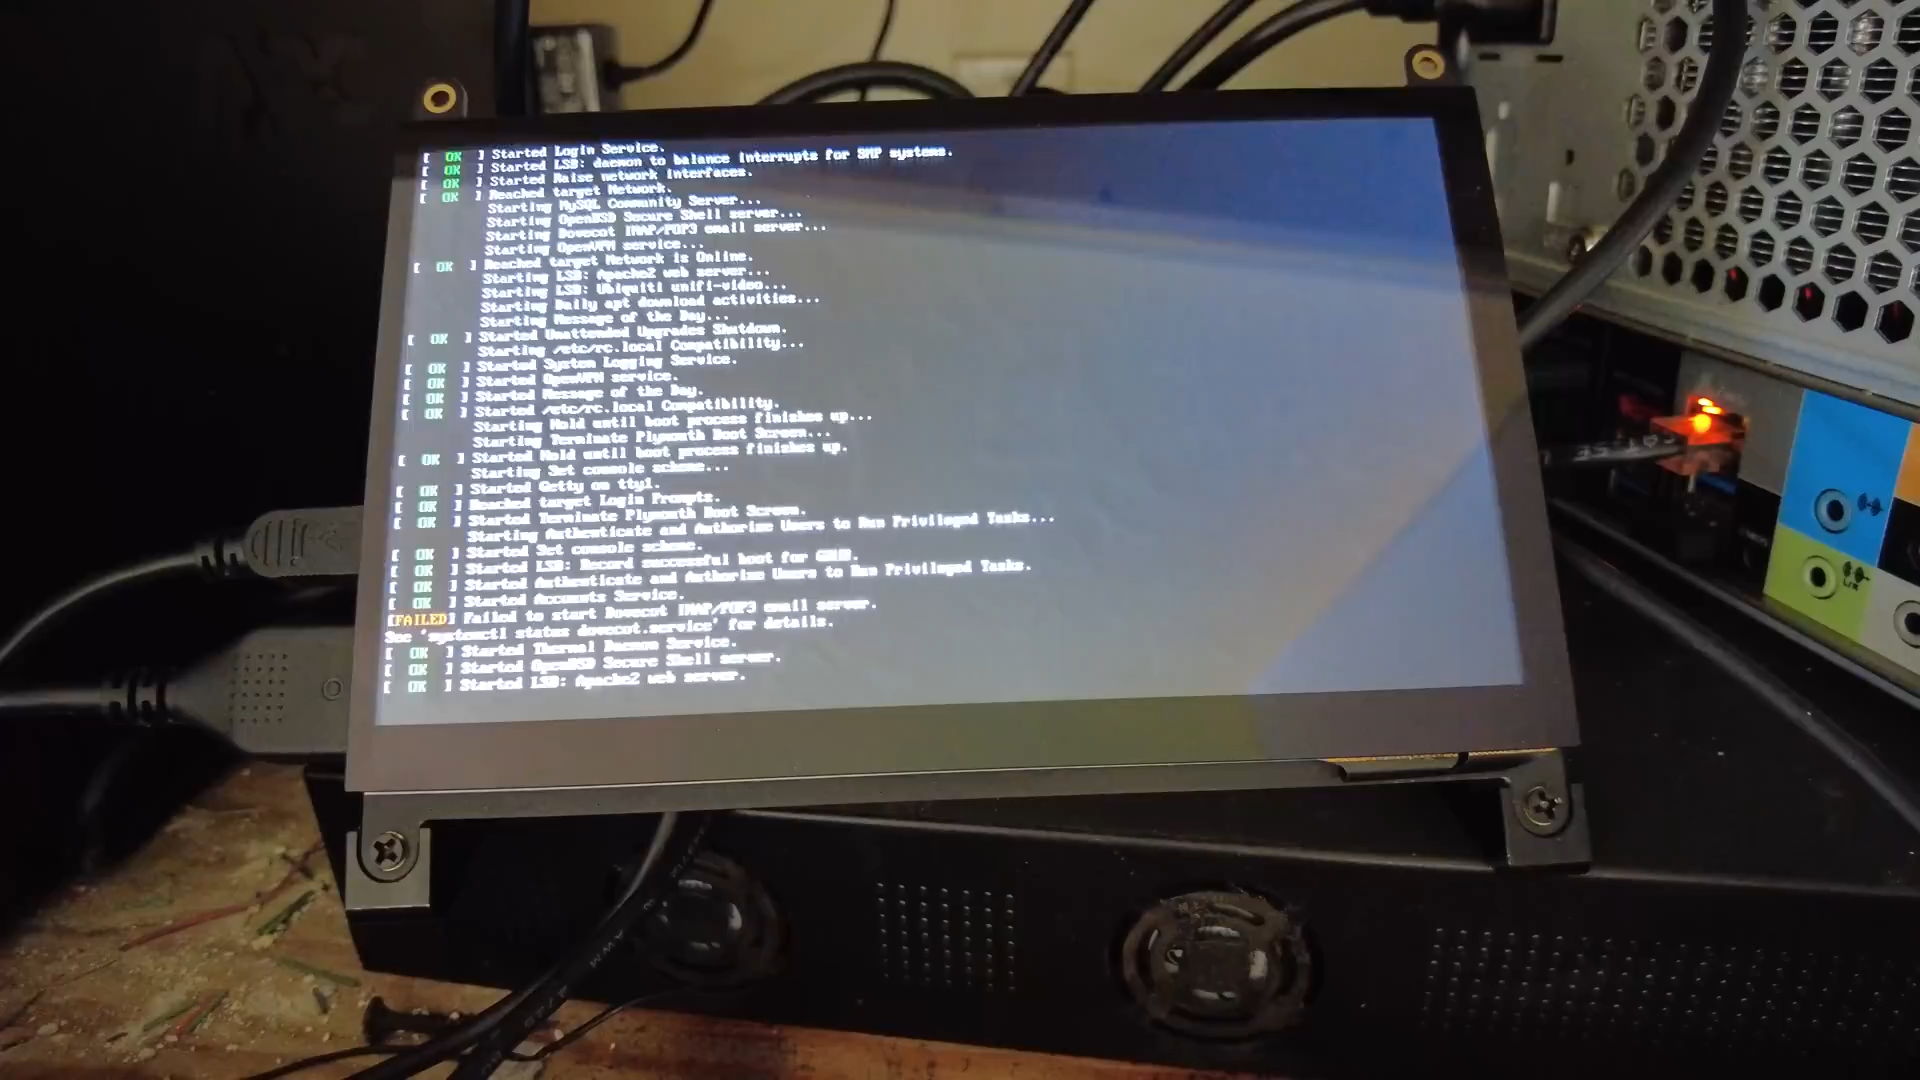 [ OK ] Started Login Service.
[ OK ] Started LSB: daemon to balance interrupts for SMP systems.
[ OK ] Started Raise network interfaces.
[ OK ] Reached target Network.
Starting MySQL Community Server...
Starting OpenBSD Secure Shell server...
Starting Dovecot IMAP/POP3 email server...
Starting OpenVPN service...
[ OK ] Reached target Network is Online.
Starting LSB: Apache2 web server...
Starting LSB: Ubiquiti unifi-video...
Starting Daily apt download activities...
Starting Message of the Day...
[ OK ] Started Unattended Upgrades Shutdown.
Starting /etc/rc.local Compatibility...
[ OK ] Started System Logging Service.
[ OK ] Started OpenVPN service.
[ OK ] Started Message of the Day.
[ OK ] Started /etc/rc.local Compatibility.
Starting Hold until boot process finishes up...
Starting Terminate Plymouth Boot Screen...
[ OK ] Started Hold until boot process finishes up.
Starting Set console scheme...
[ OK ] Started Getty on tty1.
[ OK ] Reached target Login Prompts.
[ OK ] Started Terminate Plymouth Boot Screen.
Starting Authenticate and Authorize Users to Run Privileged Tasks...
[ OK ] Started Set console scheme.
[ OK ] Started LSB: Record successful boot for GRUB.
[ OK ] Started Authenticate and Authorize Users to Run Privileged Tasks.
[ OK ] Started Accounts Service.
[FAILED] Failed to start Dovecot IMAP/POP3 email server.
See 'systemctl status dovecot.service' for details.
[ OK ] Started Thermal Daemon Service.
[ OK ] Started OpenBSD Secure Shell server.
[ OK ] Started LSB: Apache2 web server.